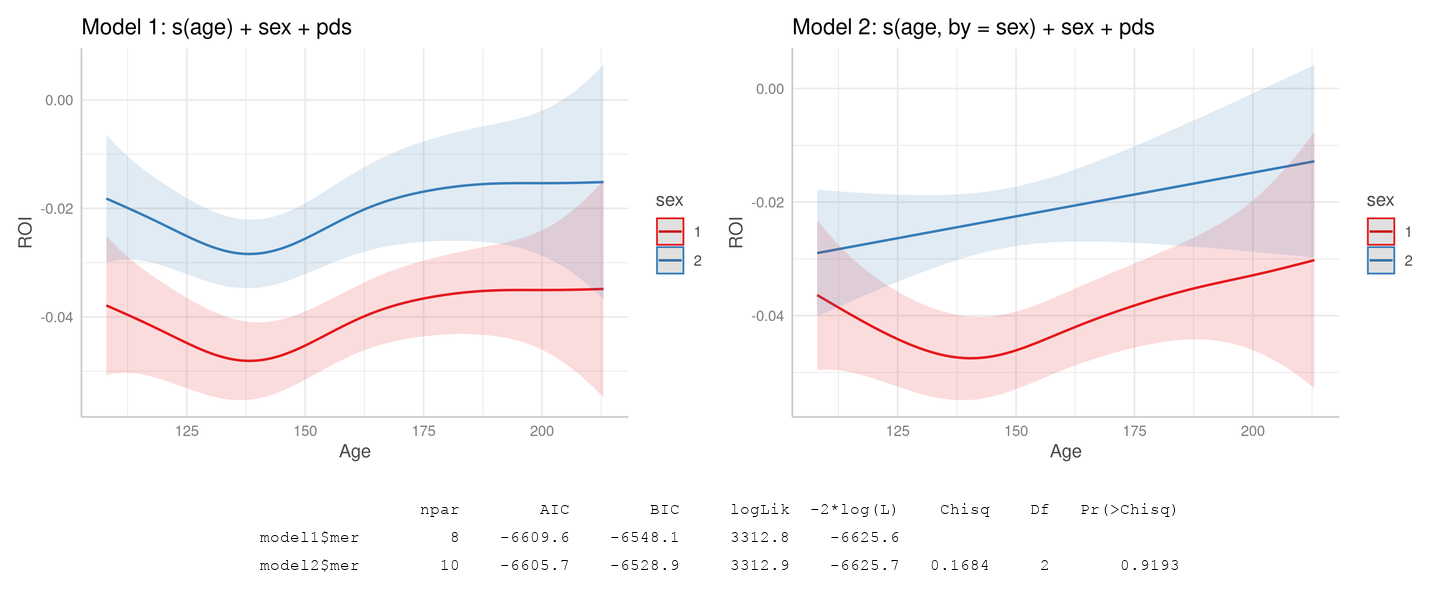 Model 1: s(age) + sex + pds
0.00
-0.02
-0.04
ROI
125 150 175 200
Age
sex
1
2
Model 2: s(age, by = sex) + sex + pds
0.00
-0.02
-0.04
ROI
125 150 175 200
Age
sex
1
2
npar AIC BIC logLik -2*log(L) Chisq Df Pr(>Chisq)
model1$mer 8 -6609.6 -6548.1 3312.8 -6625.6
model2$mer 10 -6605.7 -6528.9 3312.9 -6625.7 0.1684 2 0.9193